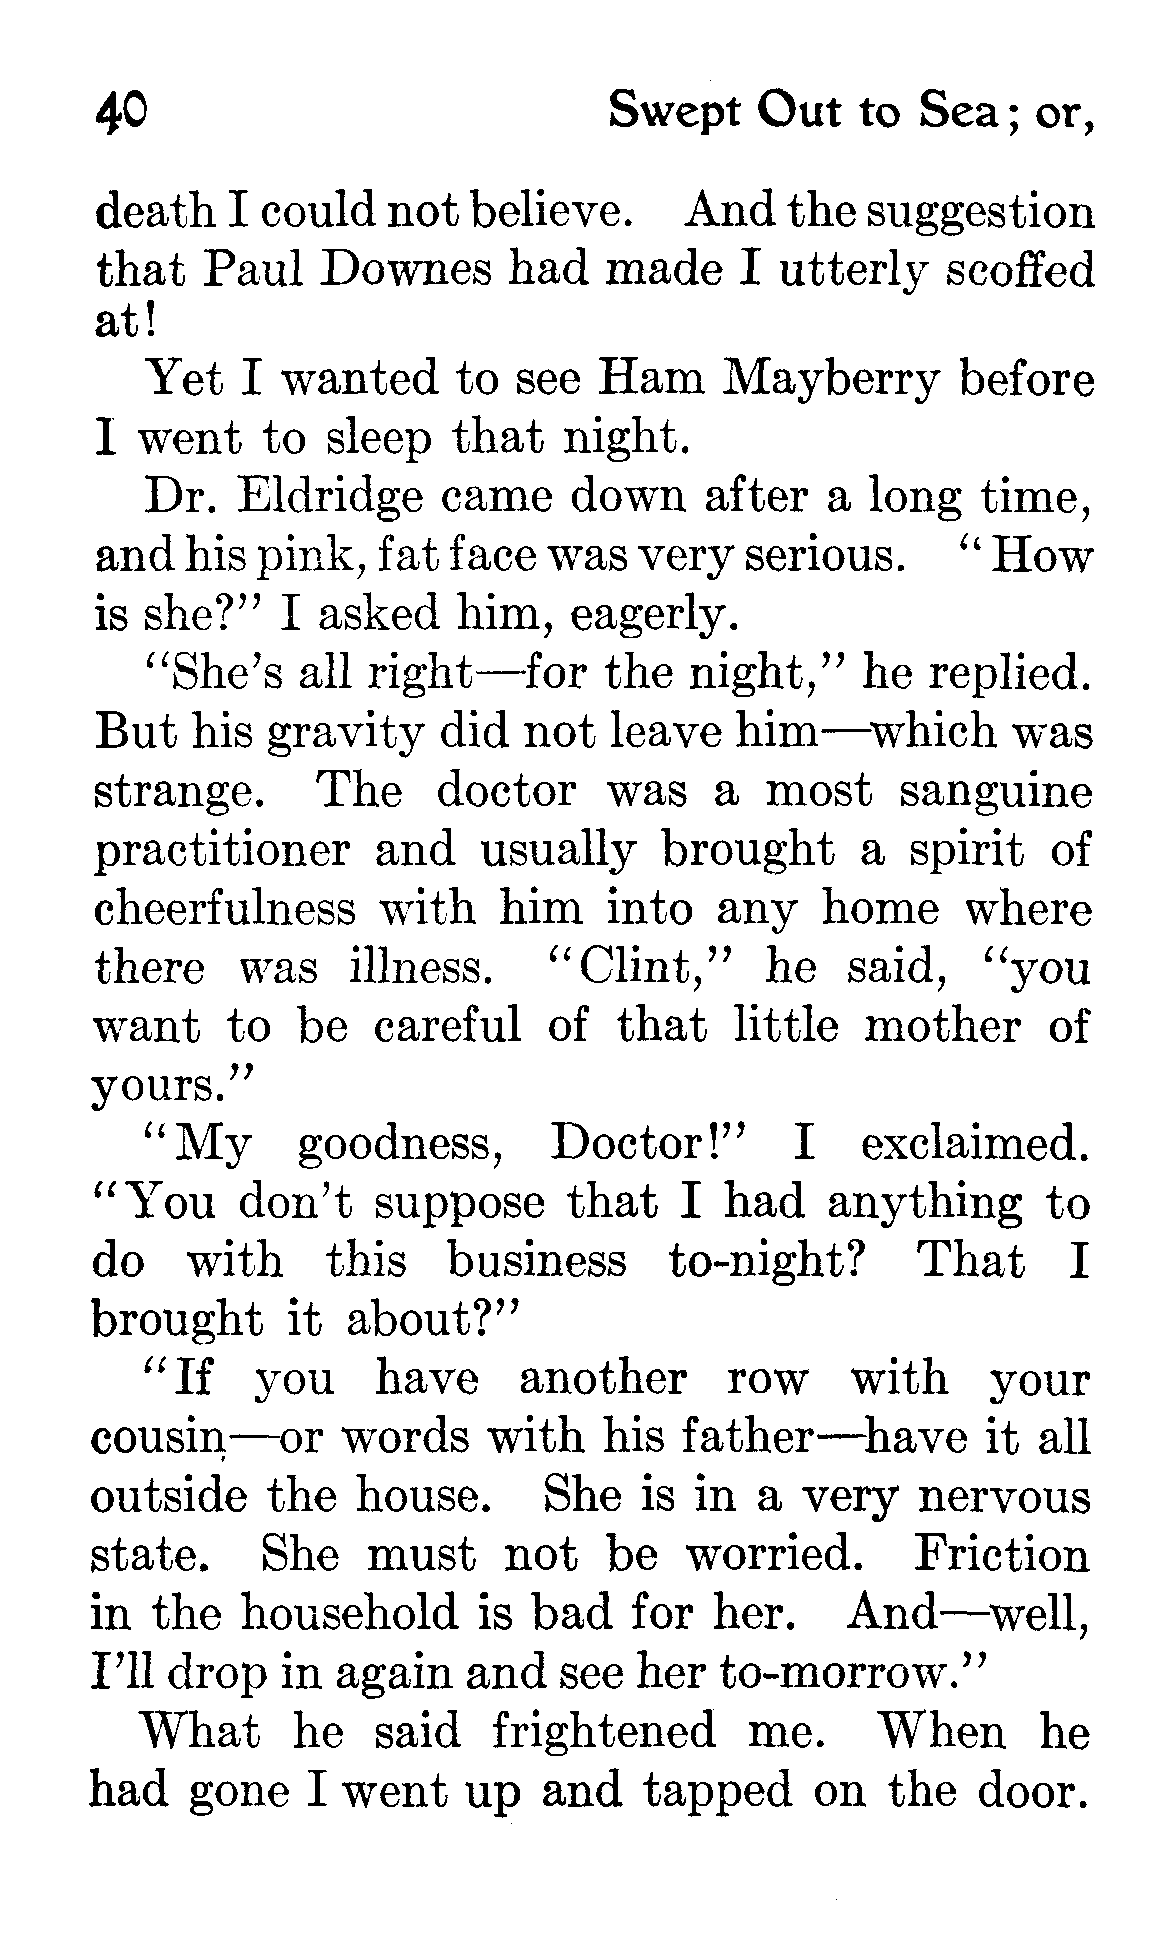 40 Swept Out to Sea; or,
death I could not believe. And the suggestion
that Paul Downes had made I utterly scoffed
at!
Yet I wanted to see Ham Mayberry before
I went to sleep that night.
Dr. Eldridge came down after a long time,
and his pink, fat face was very serious. “How
is she?” I asked him, eagerly.
“She’s all right—for the night,” he replied.
But his gravity did not leave him—which was
strange. The doctor was a most sanguine
practitioner and usually brought a spirit of
cheerfulness with him into any home where
there was illness. “Clint,” he said, “you
want to be careful of that little mother of
yours.”
“My goodness, Doctor!” I exclaimed.
“You don’t suppose that I had anything to
do with this business to-night? That I
brought it about?”
“If you have another row with your
cousin—or words with his father—have it all
outside the house. She is in a very nervous
state. She must not be worried. Friction
in the household is bad for her. And—well,
I’ll drop in again and see her to-morrow.”
What he said frightened me. When he
had gone I went up and tapped on the door.